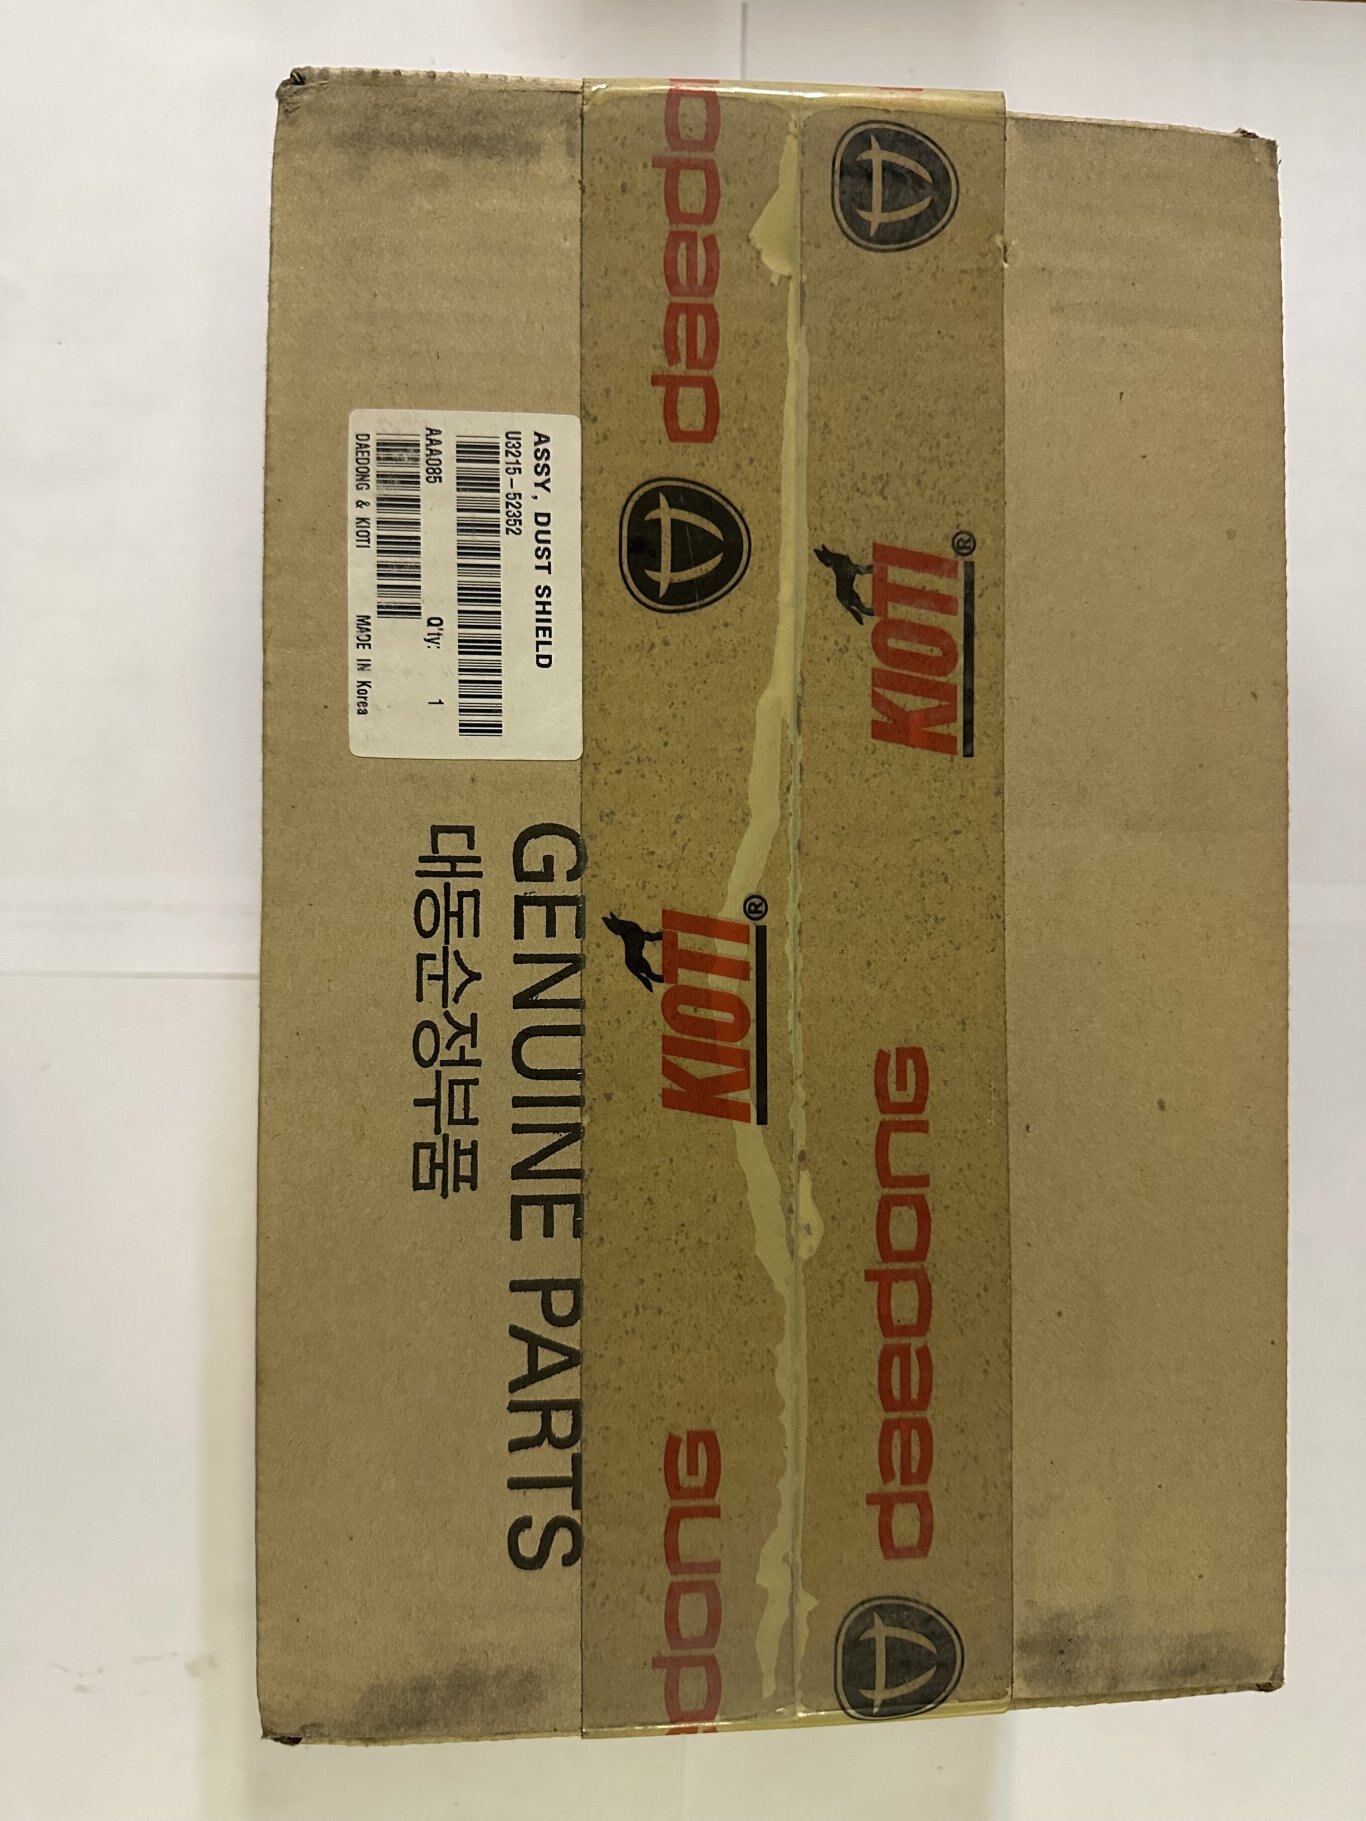 ASSY, DUST SHIELD
U3215-52352
AAA085 Q'ty: 1
DAEDONG & KIOTI MADE IN Korea
GENUINE PARTS
대동순정부품
daedong
KIOTI®
daedong
KIOTI®
daedong